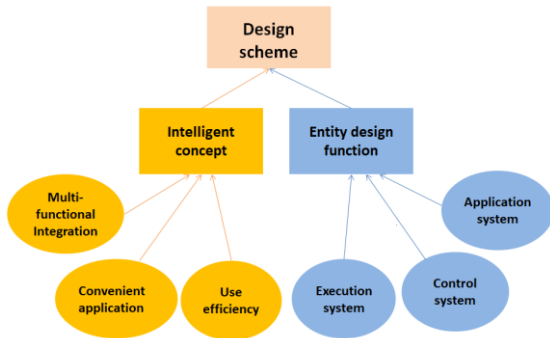 Design
scheme
Intelligent
concept
Entity design
function
Multi-
functional
Integration
Application
system
Convenient
application
Use
efficiency
Execution
system
Control
system